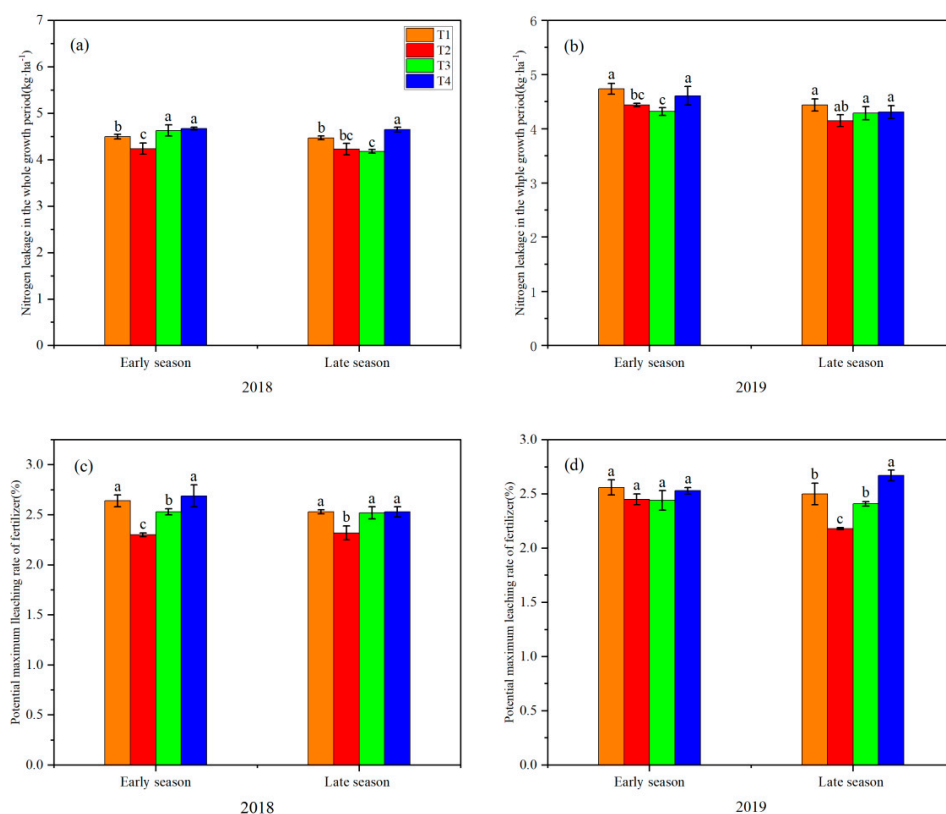 (a)
T1
T2
T3
T4
Nitrogen leakage in the whole growth period(kg·ha⁻¹)
7
6
5
4
3
2
1
0
b c a a
b bc c a
Early season Late season
2018
(b)
Nitrogen leakage in the whple growth period(kg·ha⁻¹)
6
5
4
3
2
1
0
a bc c a
a ab a a
Early season Late season
2019
(c)
Potential maximum lleaching rate of fertilizer(%)
3.0
2.5
2.0
1.5
1.0
0.5
0.0
a b b a
a b a a
Early season Late season
2018
(d)
Potential maximum leaching rate of fertilizer(%)
3.0
2.5
2.0
1.5
1.0
0.5
0.0
a a a a
b c b a
Early season Late season
2019